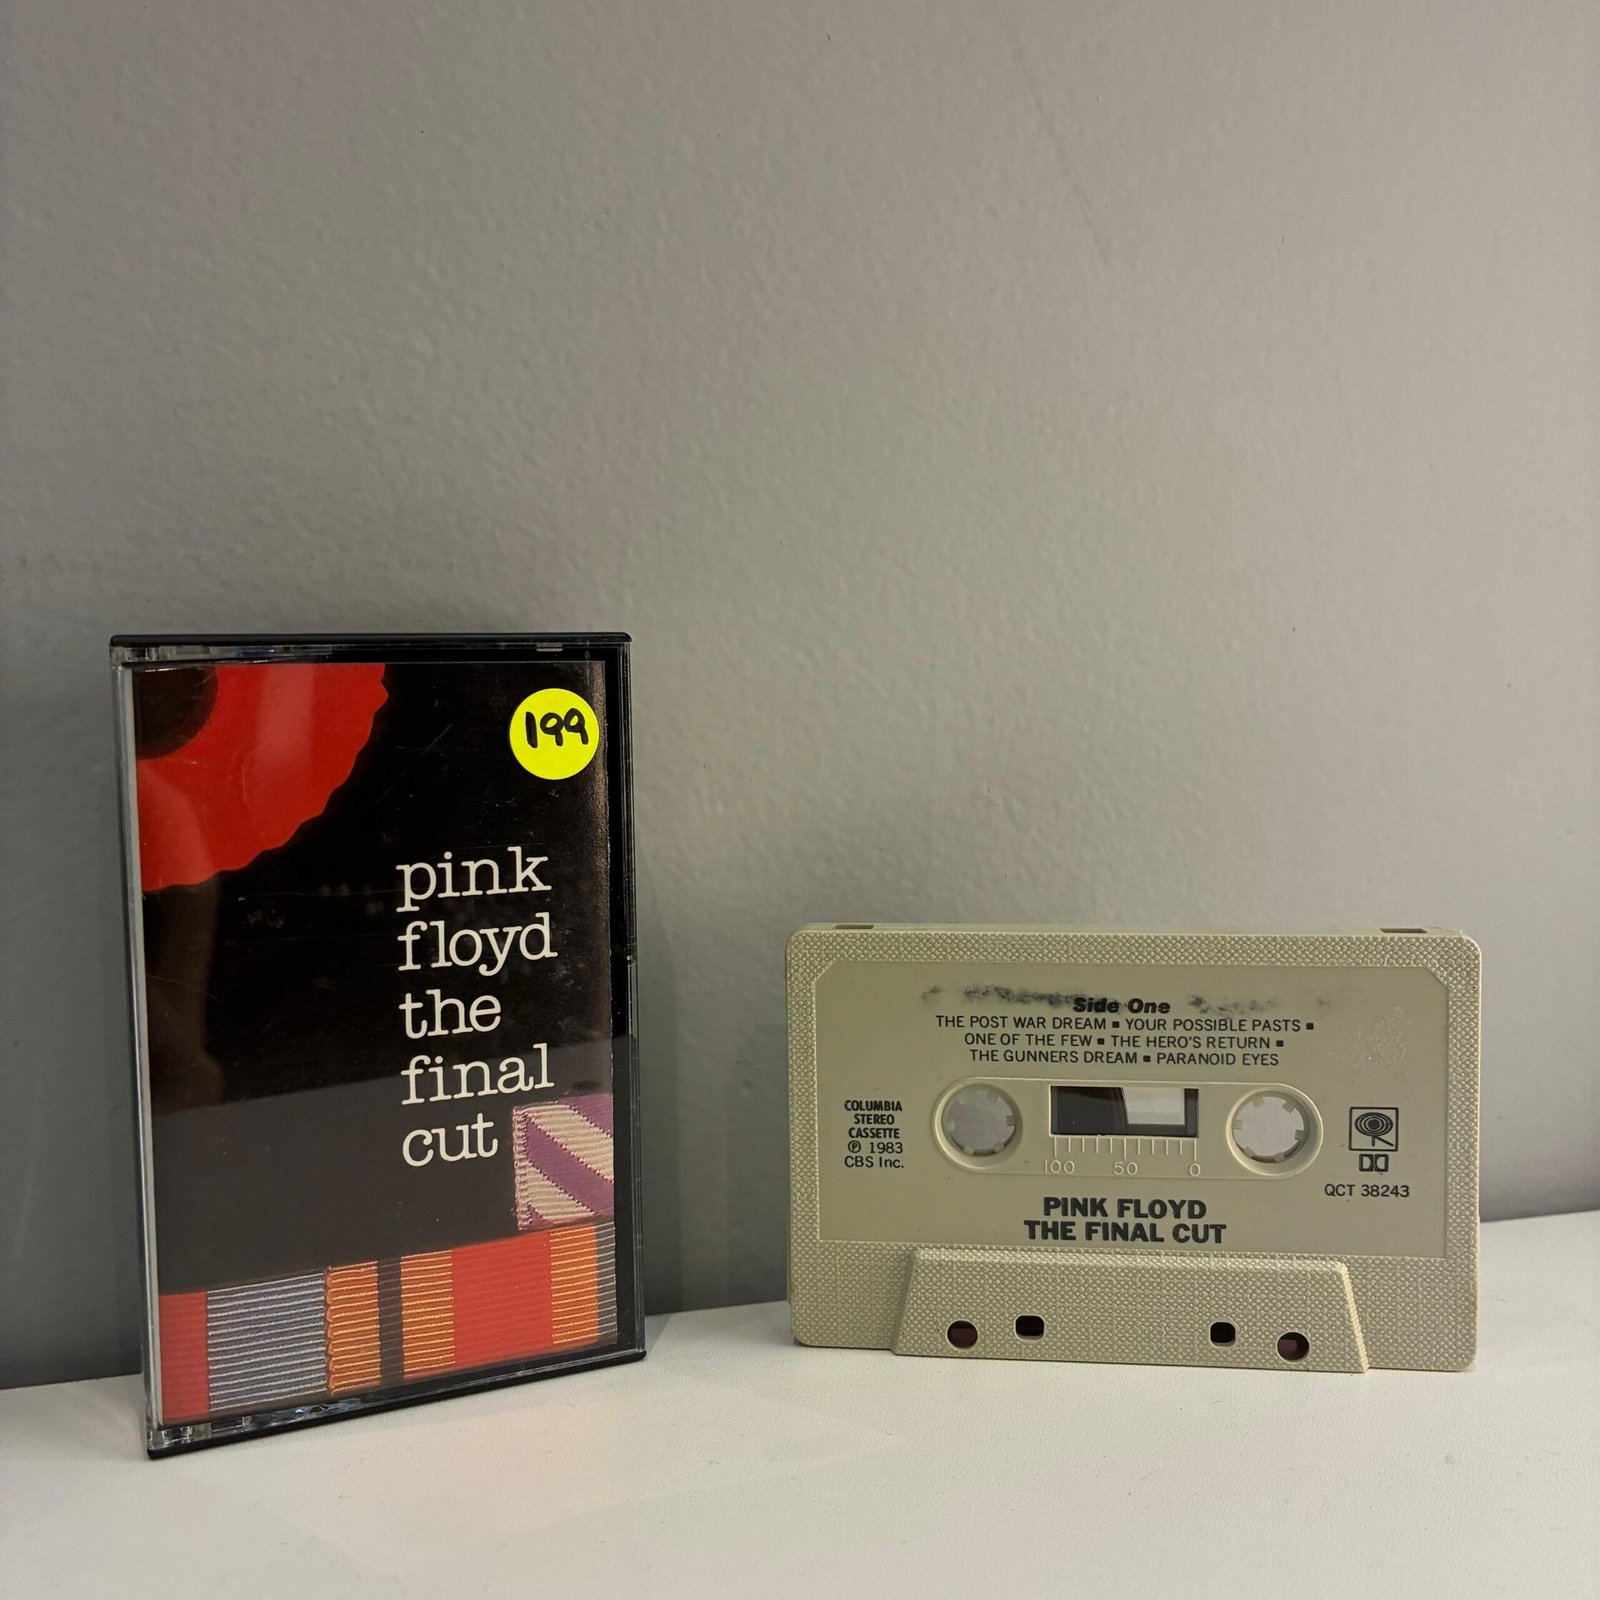 199
pink
floyd
the
final
cut
Side One
THE POST WAR DREAM ▪ YOUR POSSIBLE PASTS ▪
ONE OF THE FEW ▪ THE HERO'S RETURN ▪
THE GUNNERS DREAM ▪ PARANOID EYES
COLUMBIA
STEREO
CASSETTE
℗ 1983
CBS Inc.
100 50 0
QCT 38243
PINK FLOYD
THE FINAL CUT